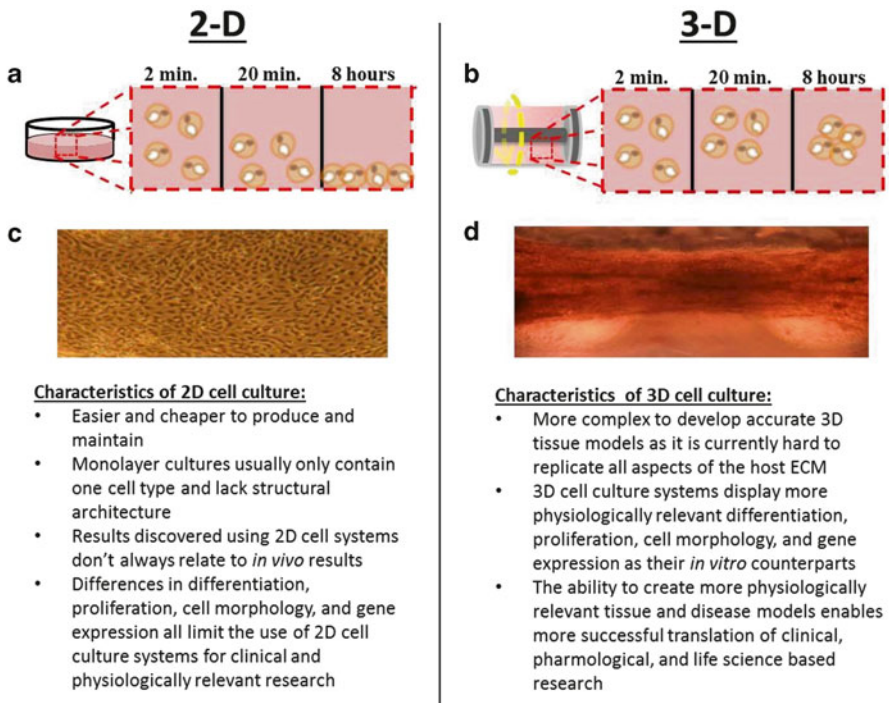 2-D
a
2 min. 20 min. 8 hours
c
Characteristics of 2D cell culture:
• Easier and cheaper to produce and
maintain
• Monolayer cultures usually only contain
one cell type and lack structural
architecture
• Results discovered using 2D cell systems
don't always relate to in vivo results
• Differences in differentiation,
proliferation, cell morphology, and gene
expression all limit the use of 2D cell
culture systems for clinical and
physiologically relevant research
3-D
b
2 min. 20 min. 8 hours
d
Characteristics of 3D cell culture:
• More complex to develop accurate 3D
tissue models as it is currently hard to
replicate all aspects of the host ECM
• 3D cell culture systems display more
physiologically relevant differentiation,
proliferation, cell morphology, and gene
expression as their in vitro counterparts
• The ability to create more physiologically
relevant tissue and disease models enables
more successful translation of clinical,
pharmological, and life science based
research